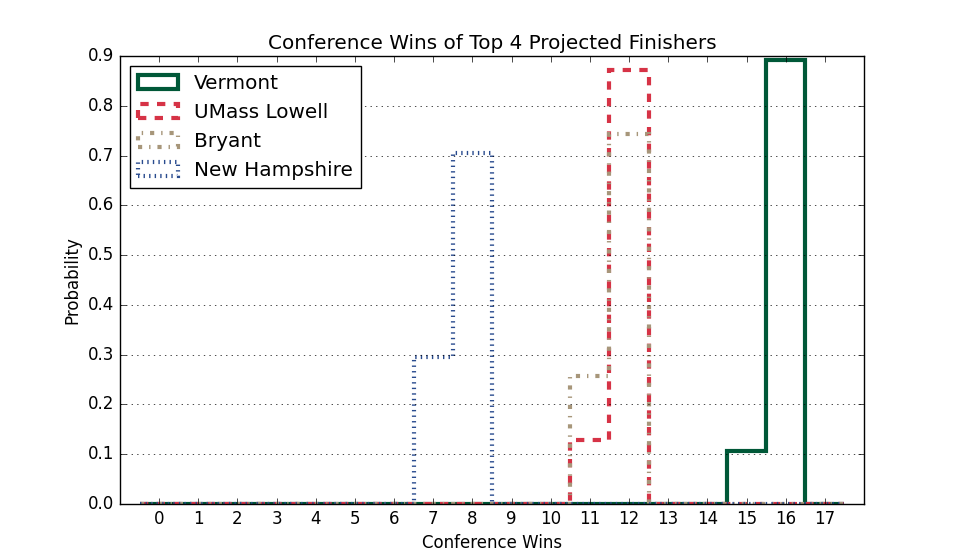 Conference Wins of Top 4 Projected Finishers
0.9
0.8
0.7
0.6
0.5
0.4
0.3
0.2
0.1
0.0
Probability
Vermont
UMass Lowell
Bryant
New Hampshire
0 1 2 3 4 5 6 7 8 9 10 11 12 13 14 15 16 17
Conference Wins